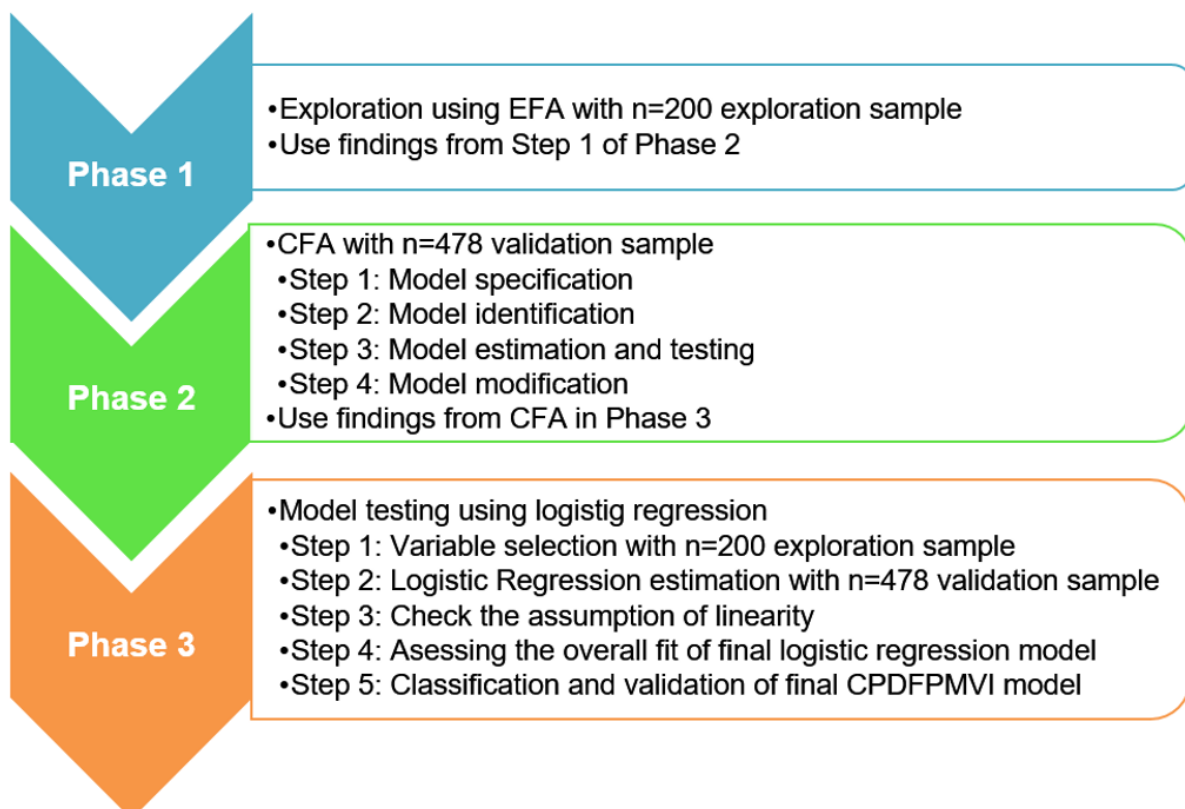 Phase 1
•Exploration using EFA with n=200 exploration sample
•Use findings from Step 1 of Phase 2
Phase 2
•CFA with n=478 validation sample
•Step 1: Model specification
•Step 2: Model identification
•Step 3: Model estimation and testing
•Step 4: Model modification
•Use findings from CFA in Phase 3
Phase 3
•Model testing using logistig regression
•Step 1: Variable selection with n=200 exploration sample
•Step 2: Logistic Regression estimation with n=478 validation sample
•Step 3: Check the assumption of linearity
•Step 4: Asessing the overall fit of final logistic regression model
•Step 5: Classification and validation of final CPDFPMVI model